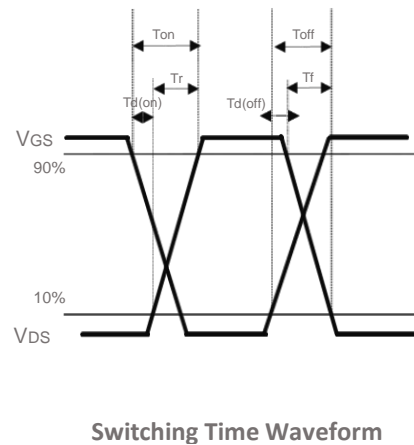 Ton
Toff
Tr
Tf
Td(on)
Td(off)
VGS
90%
10%
VDS
Switching Time Waveform